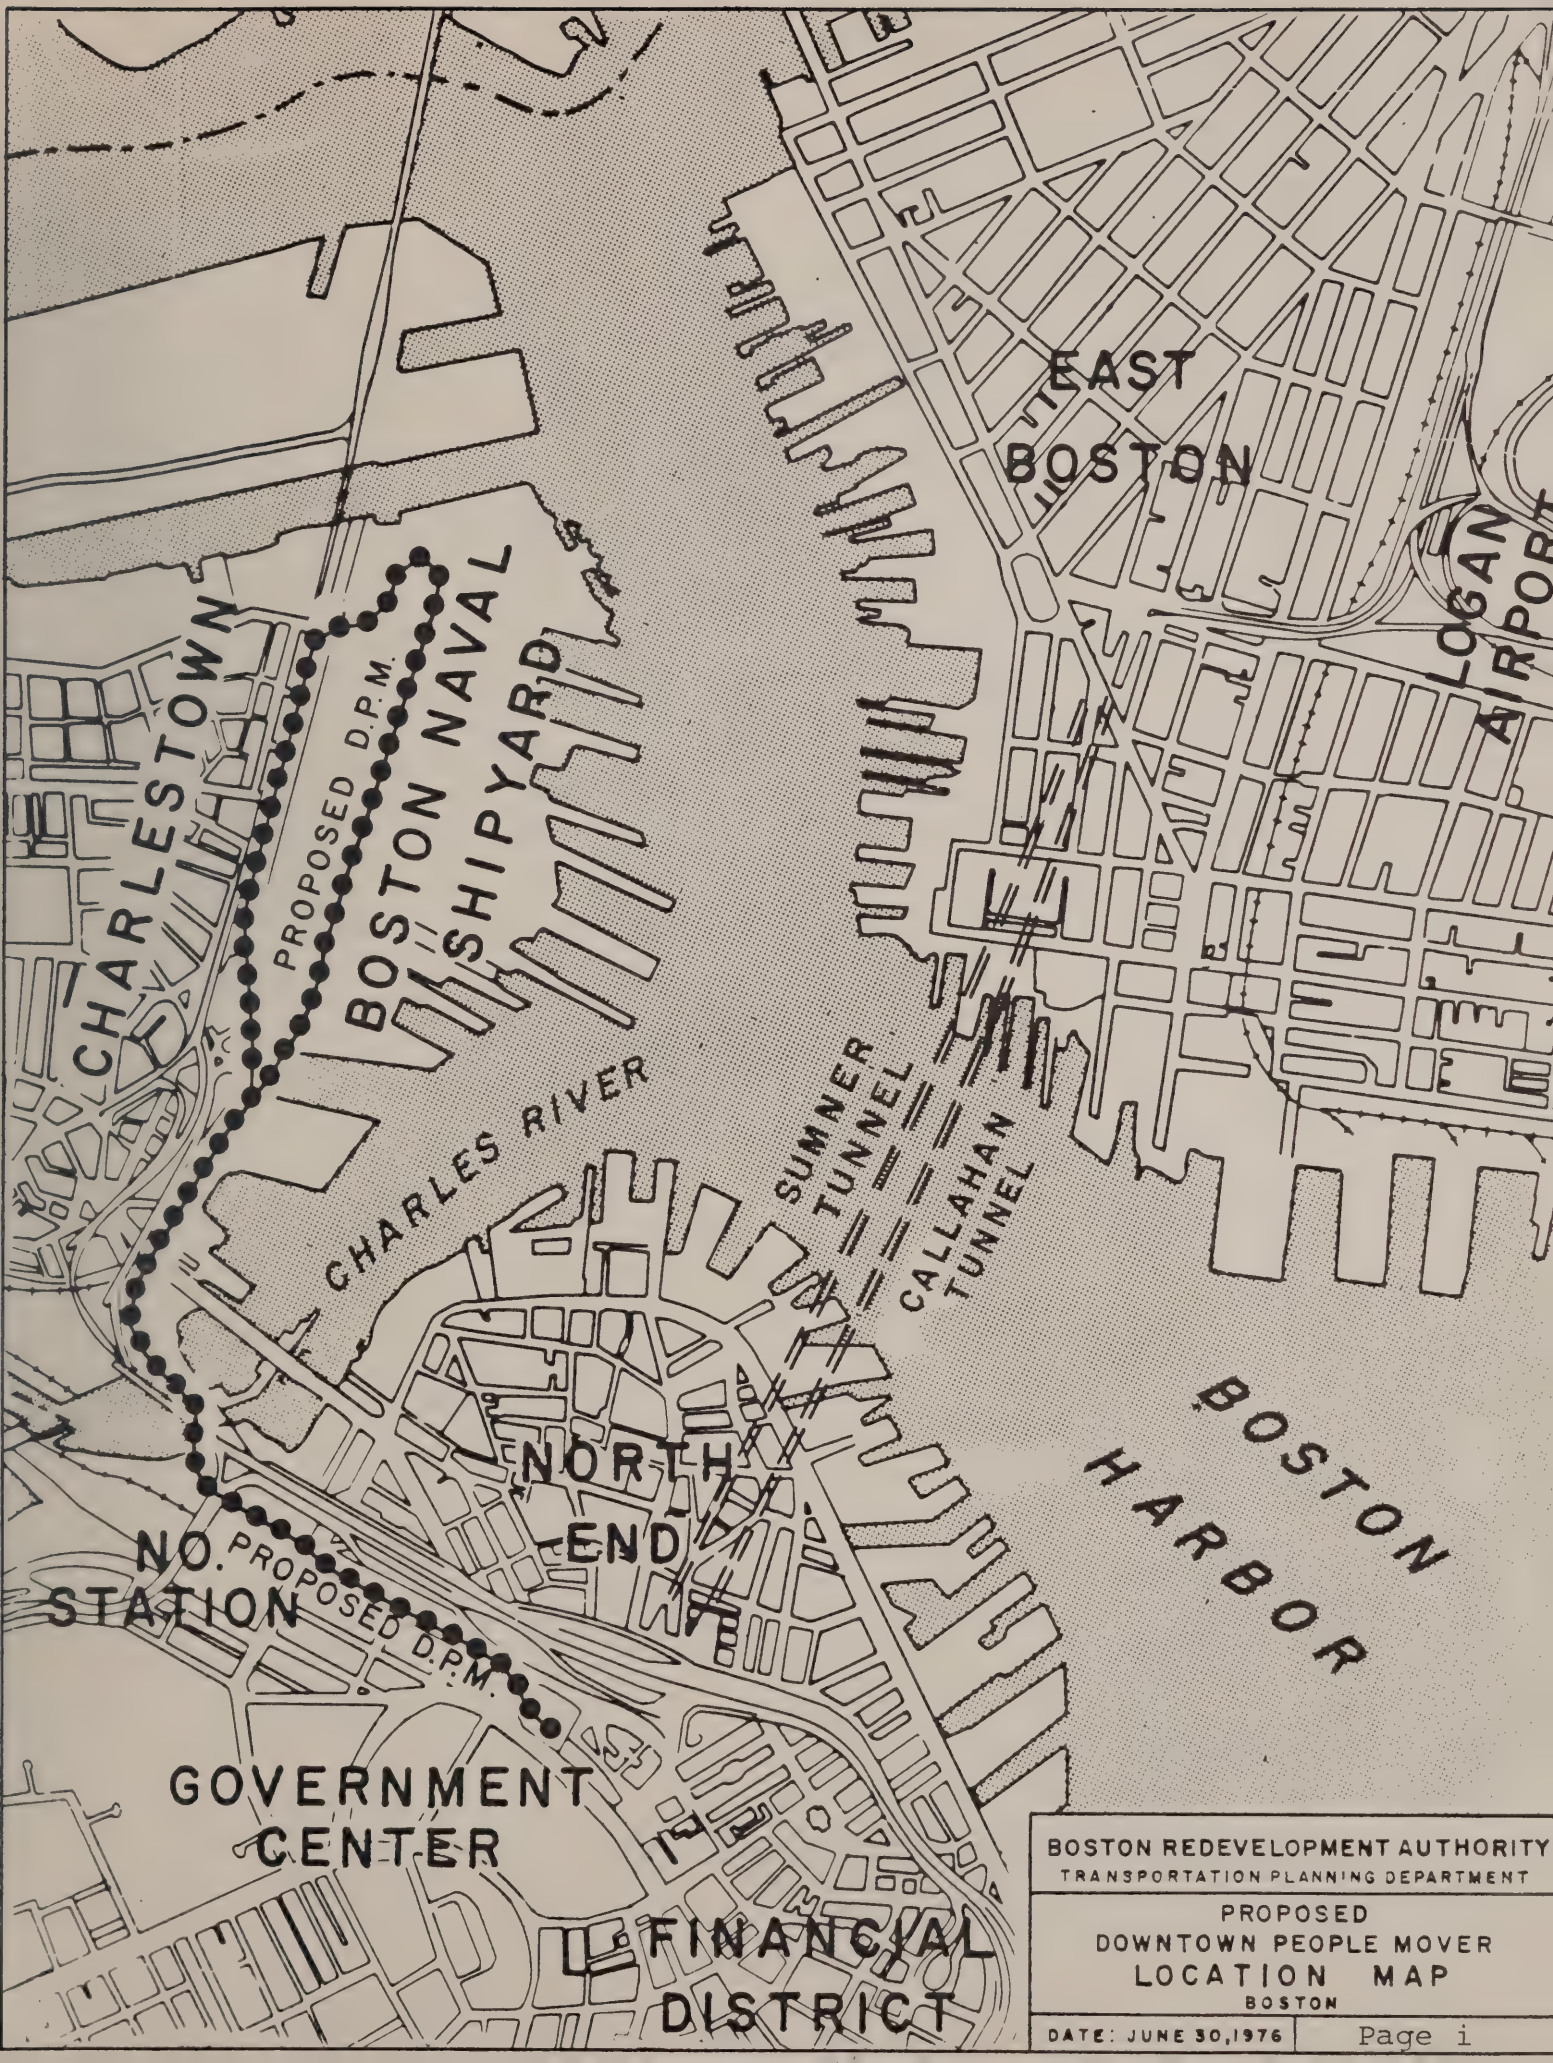 EAST
BOSTON
LOGAN
AIRPORT
CHARLESTOWN
PROPOSED D.P.M.
BOSTON NAVAL
SHIPYARD
CHARLES RIVER
SUMNER
TUNNEL
CALLAHAN
TUNNEL
BOSTON
HARBOR
NORTH
END
NO.
STATION
PROPOSED D.P.M.
GOVERNMENT
CENTER
FINANCIAL
DISTRICT
BOSTON REDEVELOPMENT AUTHORITY
TRANSPORTATION PLANNING DEPARTMENT
PROPOSED
DOWNTOWN PEOPLE MOVER
LOCATION MAP
BOSTON
DATE: JUNE 30, 1976
Page i